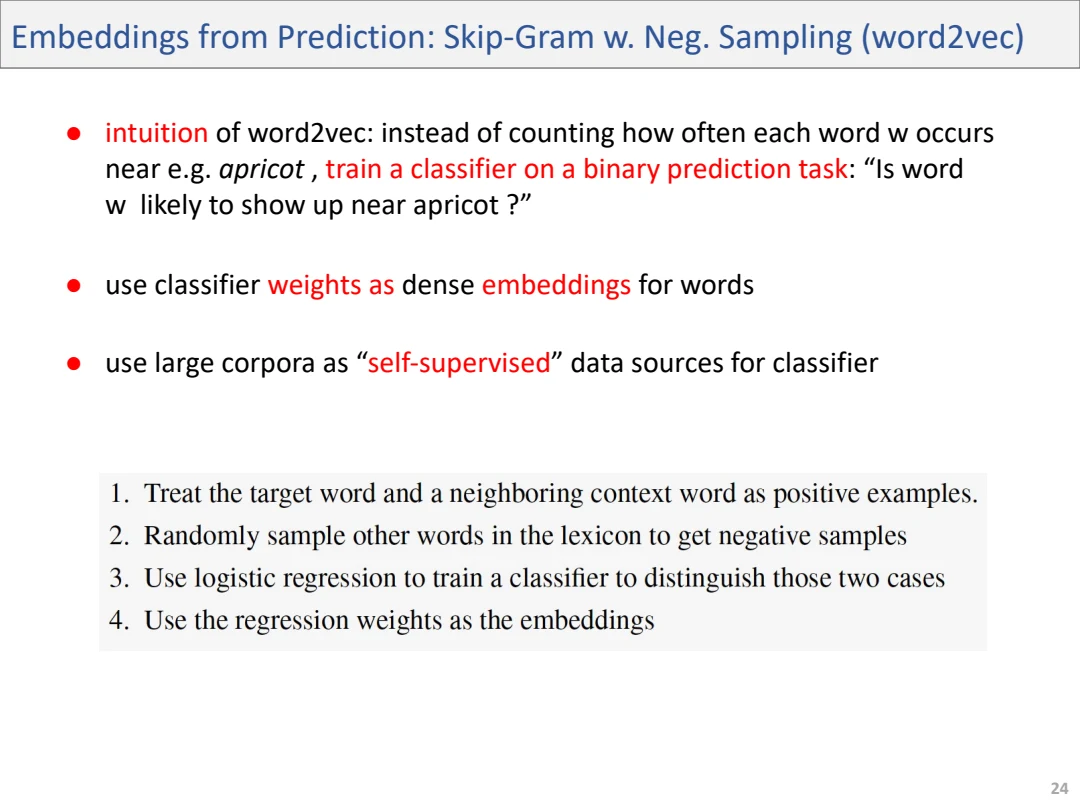 Embeddings from Prediction: Skip-Gram w. Neg. Sampling (word2vec)
● intuition of word2vec: instead of counting how often each word w occurs
near e.g. apricot , train a classifier on a binary prediction task: “Is word
w likely to show up near apricot ?”
● use classifier weights as dense embeddings for words
● use large corpora as “self-supervised” data sources for classifier
1. Treat the target word and a neighboring context word as positive examples.
2. Randomly sample other words in the lexicon to get negative samples
3. Use logistic regression to train a classifier to distinguish those two cases
4. Use the regression weights as the embeddings
24